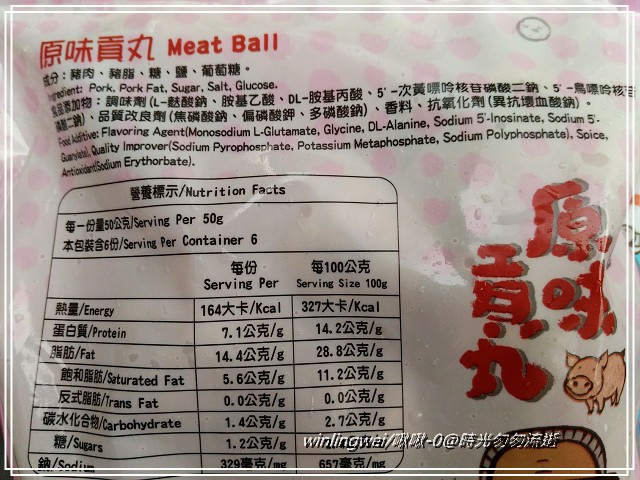 原味貢丸 Meat Ball
成分：豬肉、豬脂、糖、鹽、葡萄糖。
Ingredient: Pork, Pork Fat, Sugar, Salt, Glucose.
食品添加物：調味劑(L-麩酸鈉、胺基乙酸、DL-胺基丙酸、5'-次黃嘌呤核苷磷酸二鈉、5'-鳥嘌呤核苷
磷酸二鈉)、品質改良劑(焦磷酸鈉、偏磷酸鉀、多磷酸鈉)、香料、抗氧化劑(異抗壞血酸鈉)。
Food Additive: Flavoring Agent(Monosodium L-Glutamate, Glycine, DL-Alanine, Sodium 5'-Inosinate, Sodium 5'-
Guanylate), Quality Improver(Sodium Pyrophosphate, Potassium Metaphosphate, Sodium Polyphosphate), Spice,
Antioxidant(Sodium Erythorbate).
營養標示/Nutrition Facts
每一份量50公克/Serving Per 50g
本包裝含6份/Serving Per Container 6
每份 每100公克
Serving Per Serving Size 100g
熱量/Energy 164大卡/Kcal 327大卡/Kcal
蛋白質/Protein 7.1公克/g 14.2公克/g
脂肪/Fat 14.4公克/g 28.8公克/g
飽和脂肪/Saturated Fat 5.6公克/g 11.2公克/g
反式脂肪/Trans Fat 0.0公克/g 0.0公克/g
碳水化合物/Carbohydrate 1.4公克/g 2.7公克/g
糖/Sugars 1.2公克/g
鈉/Sodium 329毫克/mg 657毫克/mg
原味
貢丸
winlingwei/啾啾-0@時光匆匆流逝